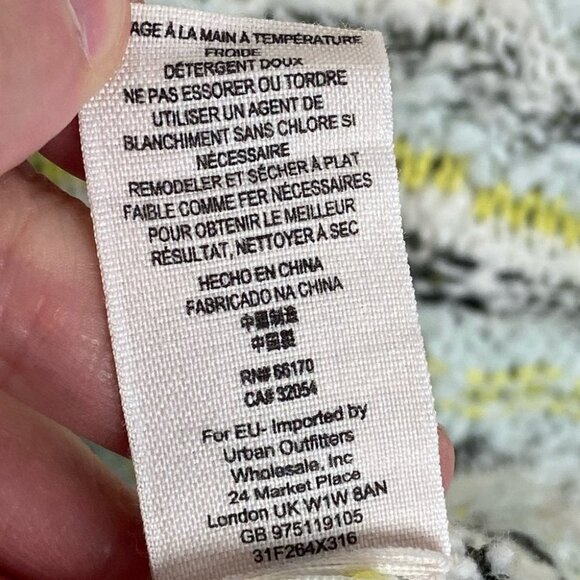 AGE À LA MAIN À TEMPÉRATURE
FROIDE
DÉTERGENT DOUX
NE PAS ESSORER OU TORDRE
UTILISER UN AGENT DE
BLANCHIMENT SANS CHLORE SI
NÉCESSAIRE
REMODELER ET SÉCHER À PLAT
FAIBLE COMME FER NÉCESSAIRES
POUR OBTENIR LE MEILLEUR
RÉSULTAT, NETTOYER À SEC
HECHO EN CHINA
FABRICADO NA CHINA
中国制造
中國製
RN# 66170
CA# 32054
For EU- Imported by
Urban Outfitters
Wholesale, Inc
24 Market Place
London UK W1W 8AN
GB 975119105
31F264X316